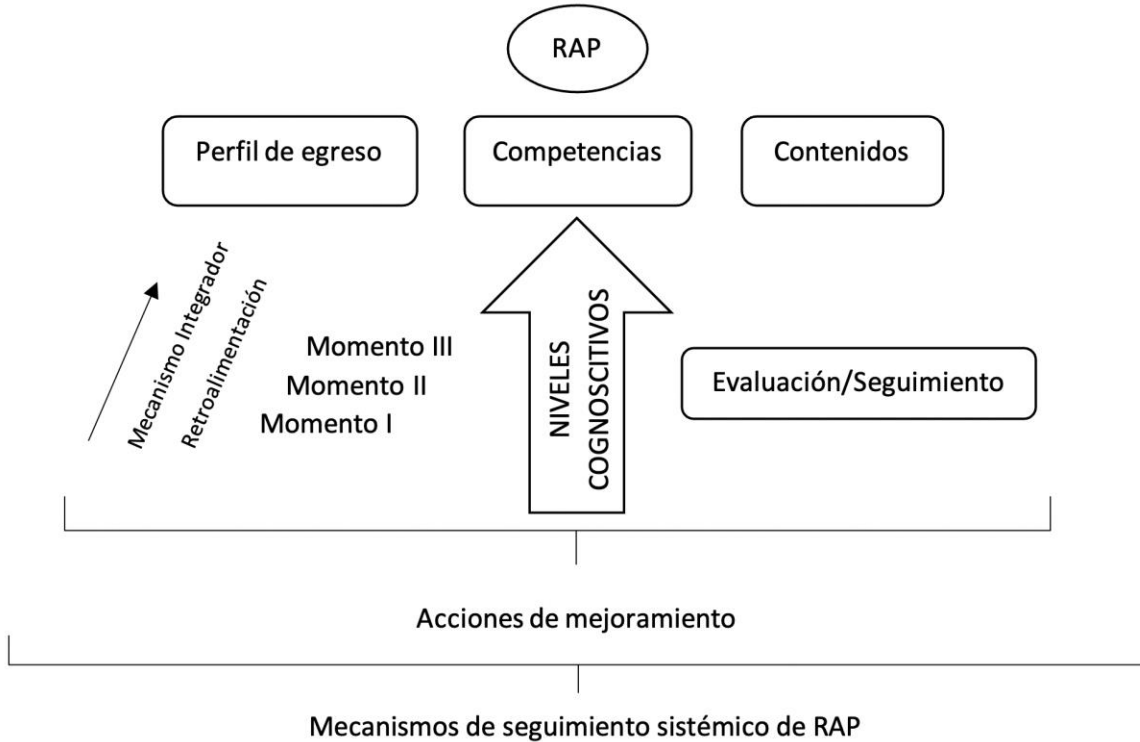 RAP
Perfil de egreso
Competencias
Contenidos
Mecanismo Integrador
Retroalimentación
Momento III
Momento II
Momento I
NIVELES
COGNOSCITIVOS
Evaluación/Seguimiento
Acciones de mejoramiento
Mecanismos de seguimiento sistémico de RAP